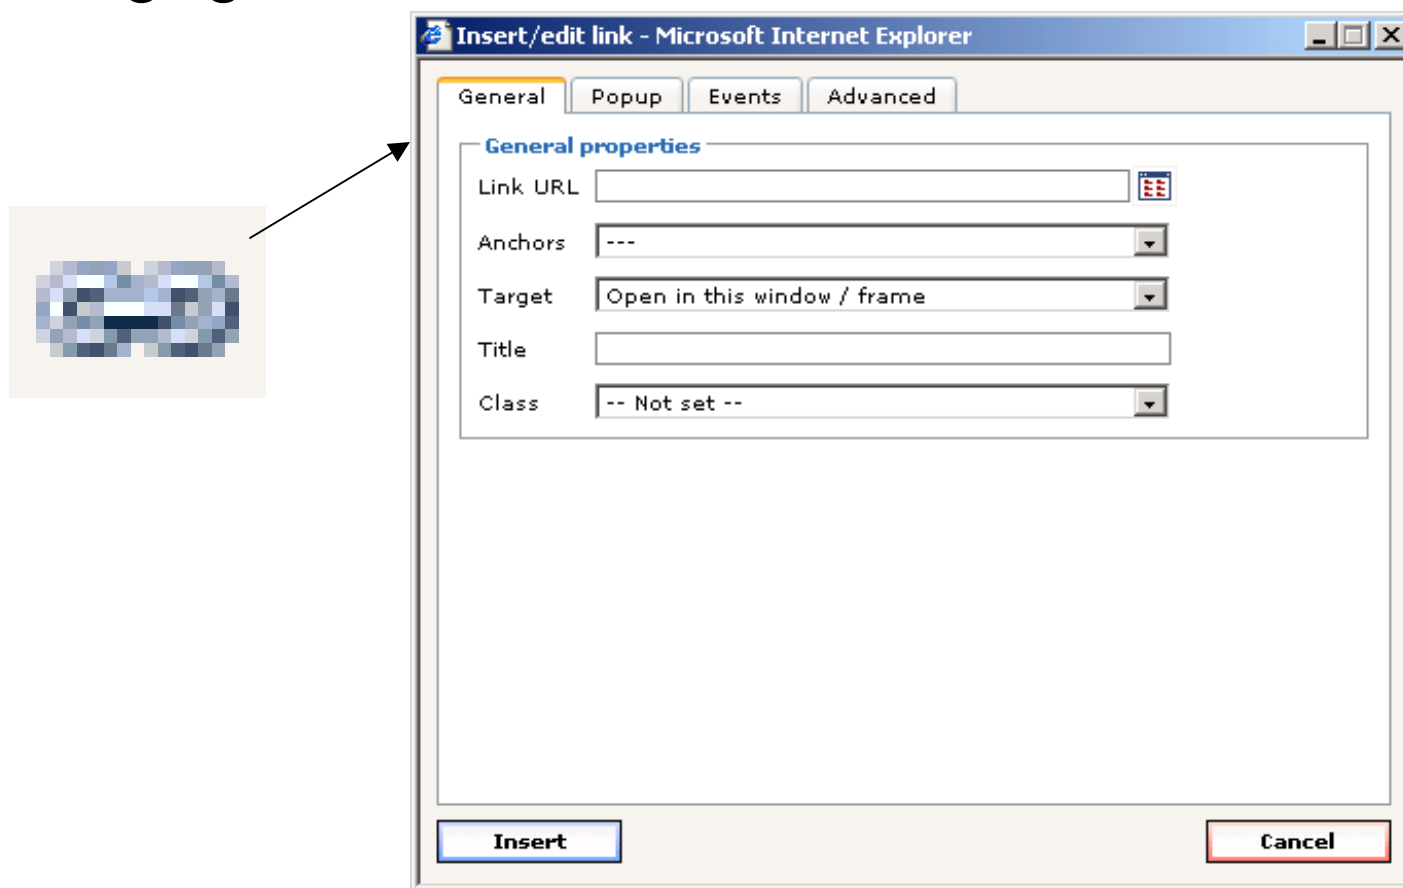 Insert/edit link - Microsoft Internet Explorer
General Popup Events Advanced
General properties
Link URL
Anchors ---
Target Open in this window / frame
Title
Class -- Not set --
Insert Cancel